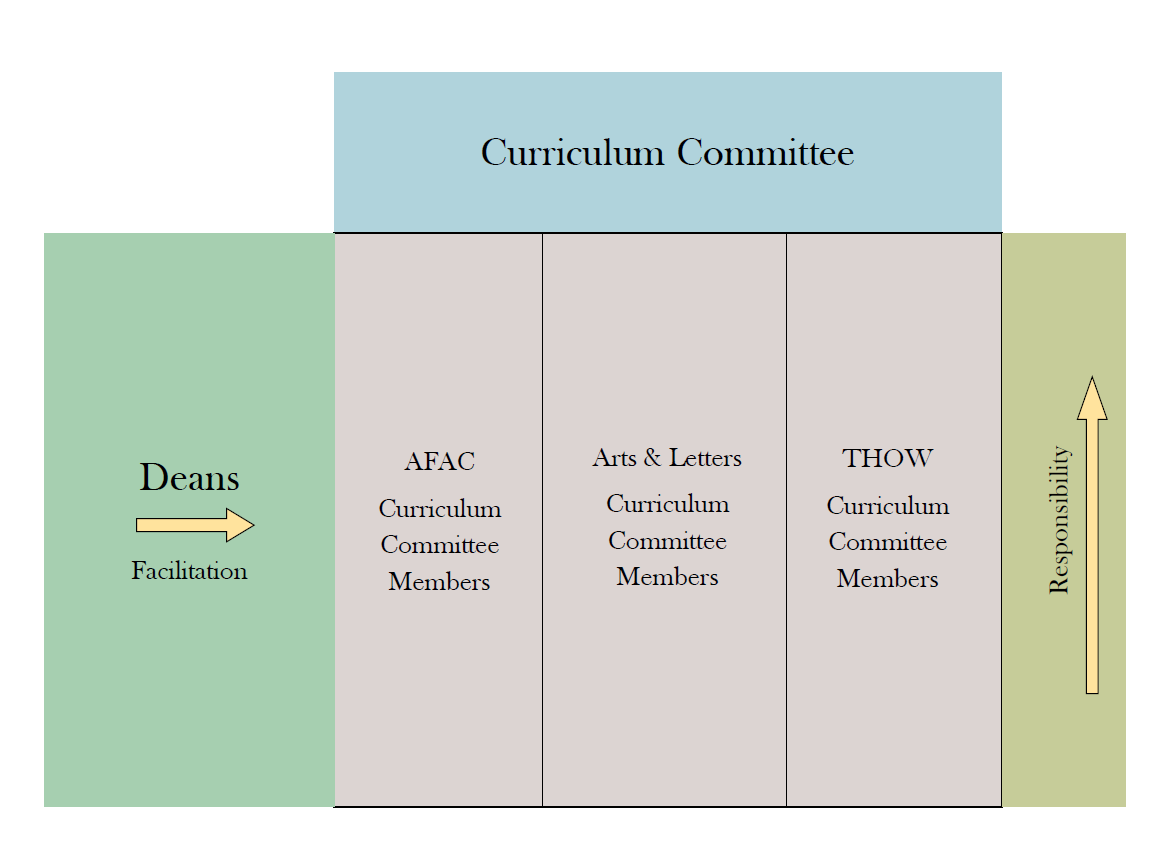 Curriculum Committee
Deans
Facilitation
AFAC
Curriculum
Committee
Members
Arts & Letters
Curriculum
Committee
Members
THOW
Curriculum
Committee
Members
Responsibility